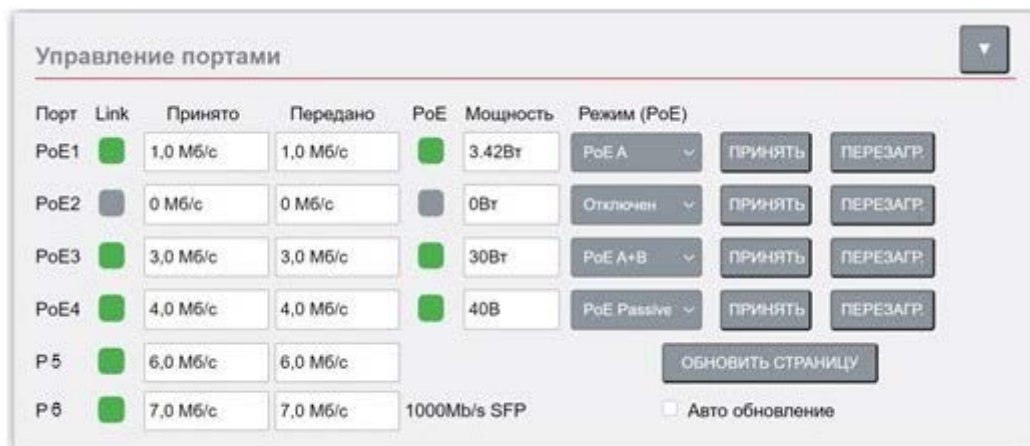 Управление портами
▼
Порт Link Принято Передано PoE Мощность Режим (PoE)
PoE1 1,0 Мб/с 1,0 Мб/с 3.42Вт PoE A ПРИНЯТЬ ПЕРЕЗАГР.
PoE2 0 Мб/с 0 Мб/с 0Вт Отключен ПРИНЯТЬ ПЕРЕЗАГР.
PoE3 3,0 Мб/с 3,0 Мб/с 30Вт PoE A+B ПРИНЯТЬ ПЕРЕЗАГР.
PoE4 4,0 Мб/с 4,0 Мб/с 40В PoE Passive ПРИНЯТЬ ПЕРЕЗАГР.
P 5 6,0 Мб/с 6,0 Мб/с ОБНОВИТЬ СТРАНИЦУ
P 6 7,0 Мб/с 7,0 Мб/с 1000Mb/s SFP Авто обновление